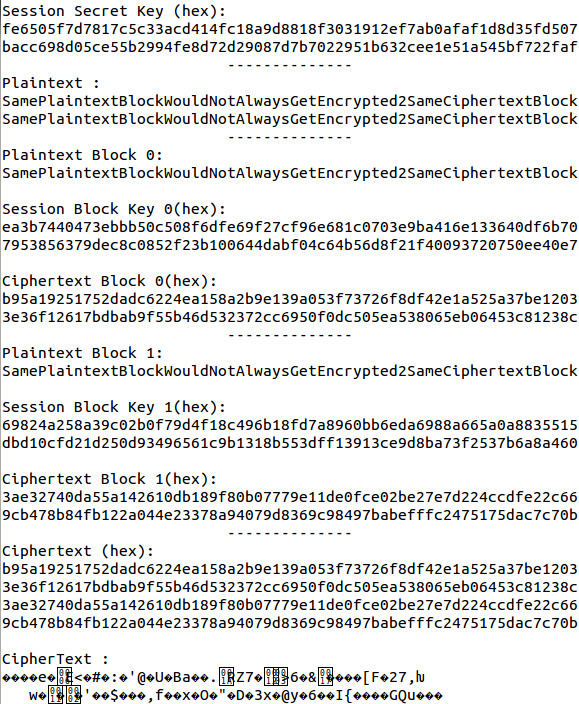 Session Secret Key (hex):
fe6505f7d7817c5c33acd414fc18a9d8818f3031912ef7ab0afaf1d8d35fd507
bacc698d05ce55b2994fe8d72d29087d7b7022951b632cee1e51a545bf722faf
--------------
Plaintext :
SamePlaintextBlockWouldNotAlwaysGetEncrypted2SameCiphertextBlock
SamePlaintextBlockWouldNotAlwaysGetEncrypted2SameCiphertextBlock
--------------
Plaintext Block 0:
SamePlaintextBlockWouldNotAlwaysGetEncrypted2SameCiphertextBlock
Session Block Key 0(hex):
ea3b7440473ebbb50c508f6dfe69f27cf96e681c0703e9ba416e133640df6b70
7953856379dec8c0852f23b100644dabf04c64b56d8f21f40093720750ee40e7
Ciphertext Block 0(hex):
b95a19251752dadc6224ea158a2b9e139a053f73726f8df42e1a525a37be1203
3e36f12617bdbab9f55b46d532372cc6950f0dc505ea538065eb06453c81238c
--------------
Plaintext Block 1:
SamePlaintextBlockWouldNotAlwaysGetEncrypted2SameCiphertextBlock
Session Block Key 1(hex):
69824a258a39c02b0f79d4f18c496b18fd7a8960bb6eda6988a665a0a8835515
dbd10cfd21d250d93496561c9b1318b553dff13913ce9d8ba73f2537b6a8a460
Ciphertext Block 1(hex):
3ae32740da55a142610db189f80b07779e11de0fce02be27e7d224ccdfe22c66
9cb478b84fb122a044e23378a94079d8369c98497babefffc2475175dac7c70b
--------------
Ciphertext (hex):
b95a19251752dadc6224ea158a2b9e139a053f73726f8df42e1a525a37be1203
3e36f12617bdbab9f55b46d532372cc6950f0dc505ea538065eb06453c81238c
3ae32740da55a142610db189f80b07779e11de0fce02be27e7d224ccdfe22c66
9cb478b84fb122a044e23378a94079d8369c98497babefffc2475175dac7c70b
CipherText :